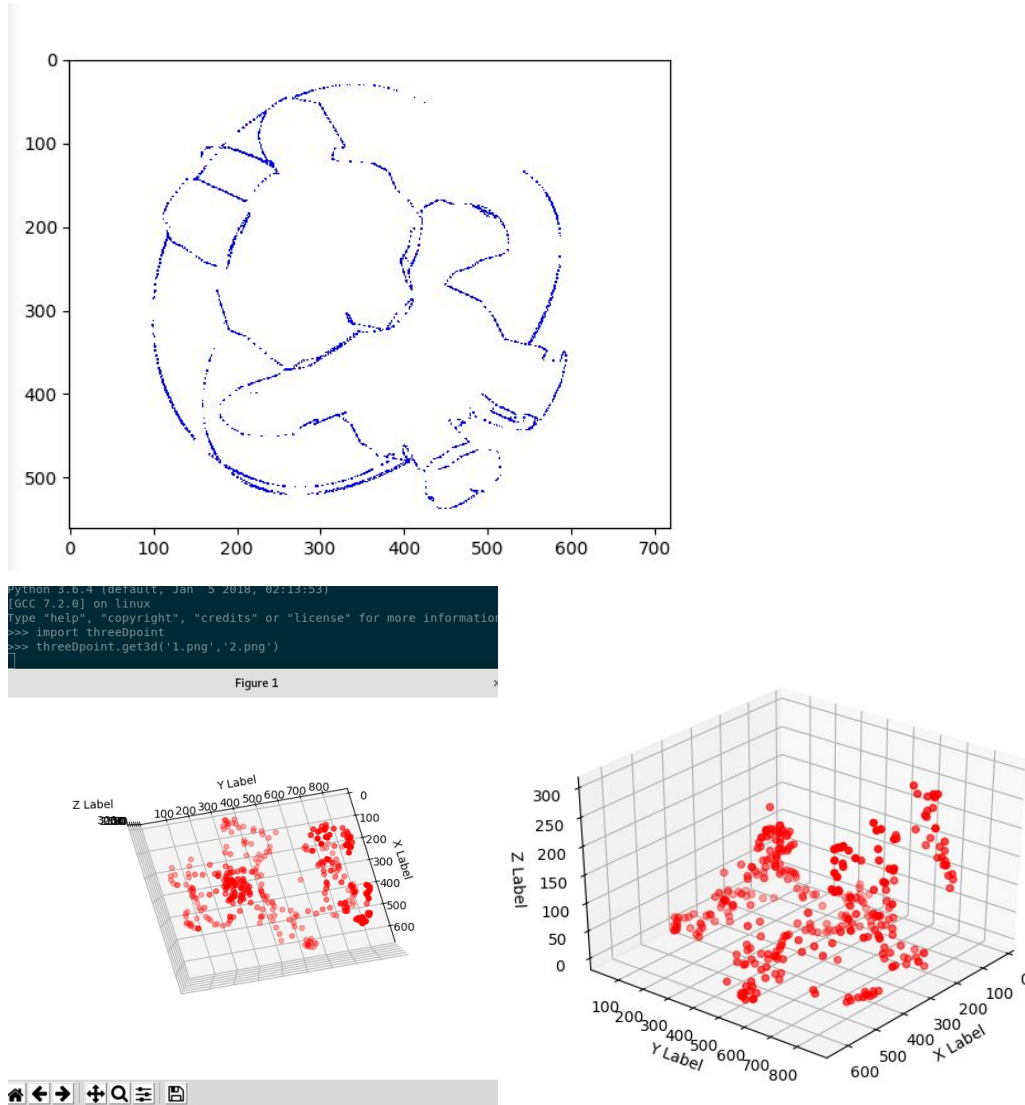 0
100
200
300
400
500
0 100 200 300 400 500 600 700
Python 3.6.4 (default, Jan 5 2018, 02:13:53)
[GCC 7.2.0] on linux
Type "help", "copyright", "credits" or "license" for more information
>>> import threeDpoint
>>> threeDpoint.get3d('1.png','2.png')
Figure 1
Y Label
Z Label
100 200 300 400 500 600 700 800
0
100
200
300
400
500
600
X Label
300
250
200
150
100
50
0
Z Label
100 200 300 400 500 600 700 800
Y Label
600 500 400 300 200 100 0
X Label